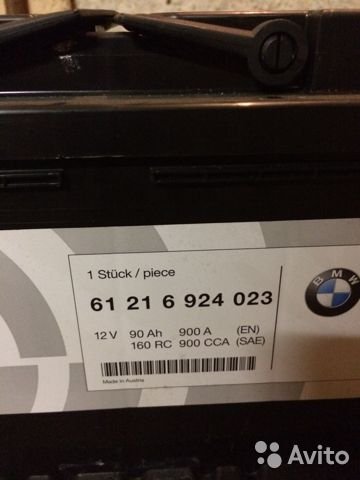 1 Stück / piece
61 21 6 924 023
12 V 90 Ah 900 A (EN)
160 RC 900 CCA (SAE)
Made in Austria
BMW
Avito